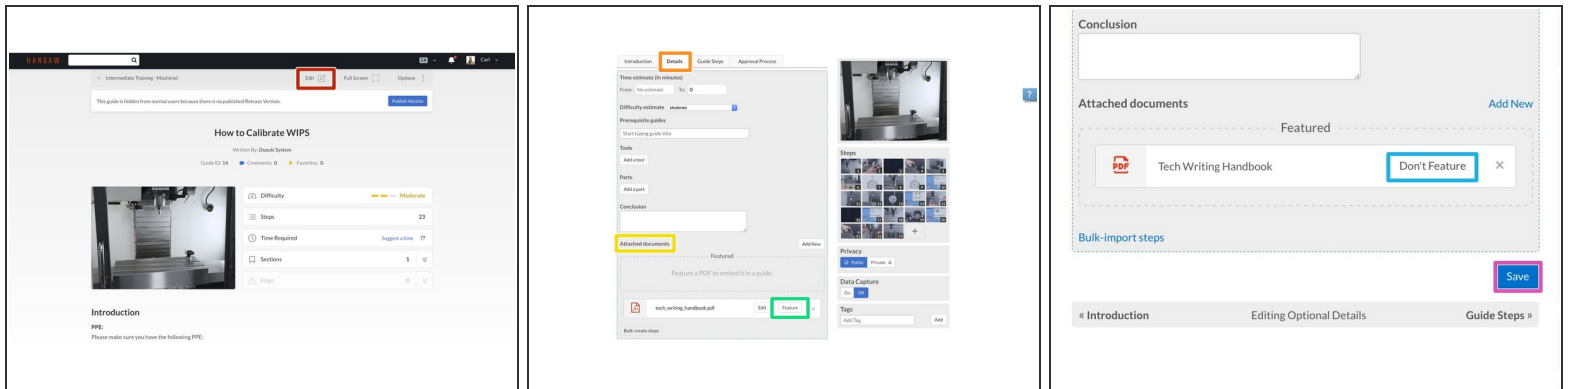 HANSAW
Carl
Intermediate Training - Machinist
Edit
Full Screen
Options
This guide is hidden from normal users because there is no published Release Version.
Publish Version
How to Calibrate WIPS
Written By: Dozuki System
Guide ID: 14 Comments: 0 Favorites: 0
Difficulty Moderate
Steps 23
Time Required Suggest a time ??
Sections 1
Flags 0
Introduction
PPE:
Please make sure you have the following PPE:
Introduction Details Guide Steps Approval Process
Time estimate (in minutes)
From: No estimate To: 0
Difficulty estimate Moderate
Prerequisite guides
Start typing guide title
Tools
Add a tool
Parts
Add a part
Conclusion
Attached documents Add New
Featured
Feature a PDF to embed it in a guide.
tech_writing_handbook.pdf Edit Feature ×
Bulk-create steps
Steps
+
Privacy
Public Private
Data Capture
On Off
Tags
Add Tag Add
?
Conclusion
Attached documents Add New
Featured
PDF Tech Writing Handbook Don't Feature ×
Bulk-import steps
Save
« Introduction Editing Optional Details Guide Steps »